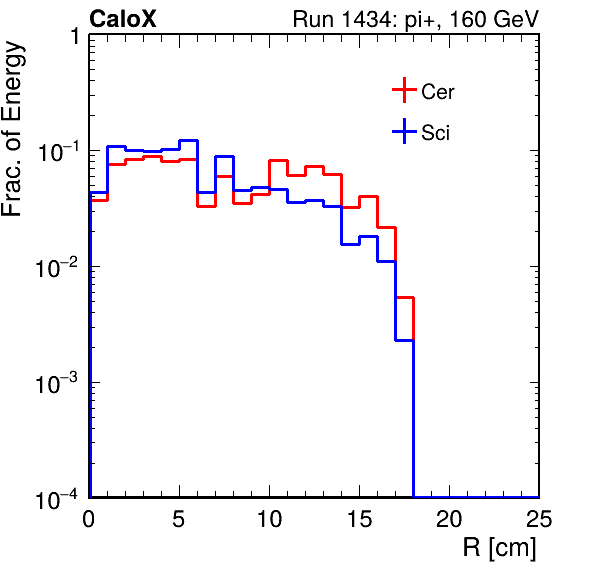 CaloX Run 1434: pi+, 160 GeV
Frac. of Energy
1
10⁻¹
10⁻²
10⁻³
10⁻⁴
Cer
Sci
0 5 10 15 20 25
R [cm]